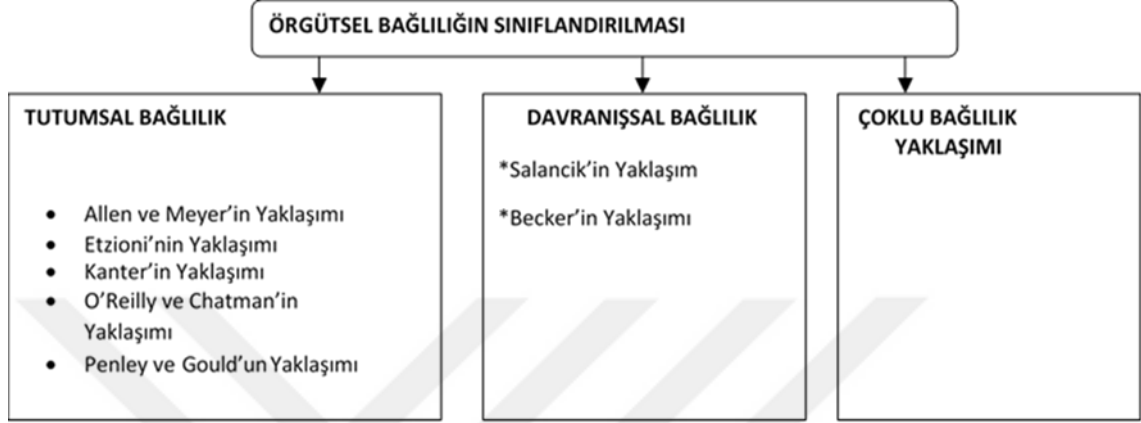 ÖRGÜTSEL BAĞLILIĞIN SINIFLANDIRILMASI
TUTUMSAL BAĞLILIK
• Allen ve Meyer’in Yaklaşımı
• Etzioni’nin Yaklaşımı
• Kanter’in Yaklaşımı
• O’Reilly ve Chatman’in
Yaklaşımı
• Penley ve Gould’un Yaklaşımı
DAVRANIŞSAL BAĞLILIK
*Salancik’in Yaklaşım
*Becker’in Yaklaşımı
ÇOKLU BAĞLILIK
YAKLAŞIMI